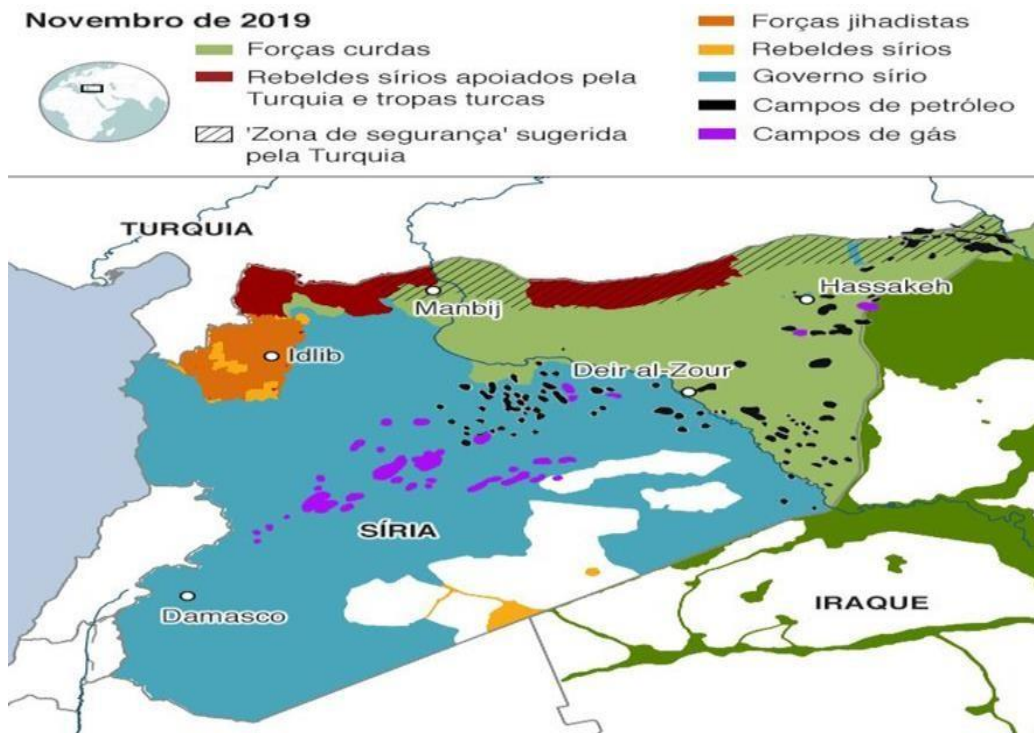 Novembro de 2019
Forças curdas
Rebeldes sírios apoiados pela
Turquia e tropas turcas
'Zona de segurança' sugerida
pela Turquia
Forças jihadistas
Rebeldes sírios
Governo sírio
Campos de petróleo
Campos de gás
TURQUIA
Manbij
Hassakeh
Idlib
Deir al-Zour
SÍRIA
Damasco
IRAQUE